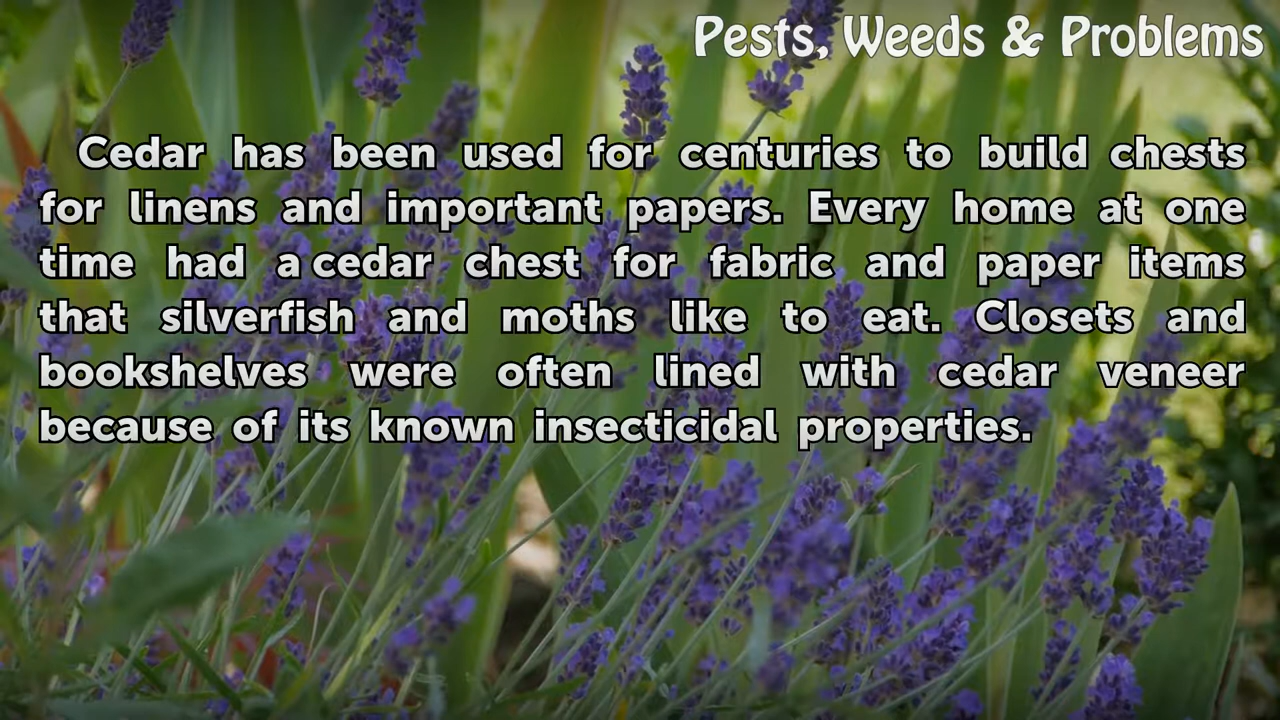 Pests, Weeds & Problems
Cedar has been used for centuries to build chests
for linens and important papers. Every home at one
time had a cedar chest for fabric and paper items
that silverfish and moths like to eat. Closets and
bookshelves were often lined with cedar veneer
because of its known insecticidal properties.